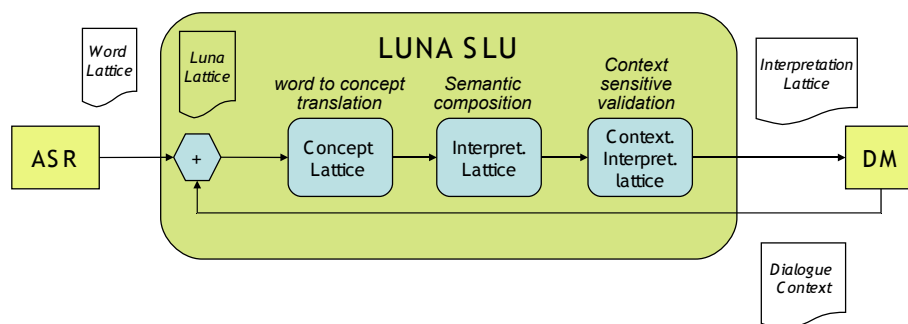 LUNA SLU
Word
Lattice
Luna
Lattice
word to concept
translation
Semantic
composition
Context
sensitive
validation
Interpretation
Lattice
ASR
+
Concept
Lattice
Interpret.
Lattice
Context.
Interpret.
lattice
DM
Dialogue
Context